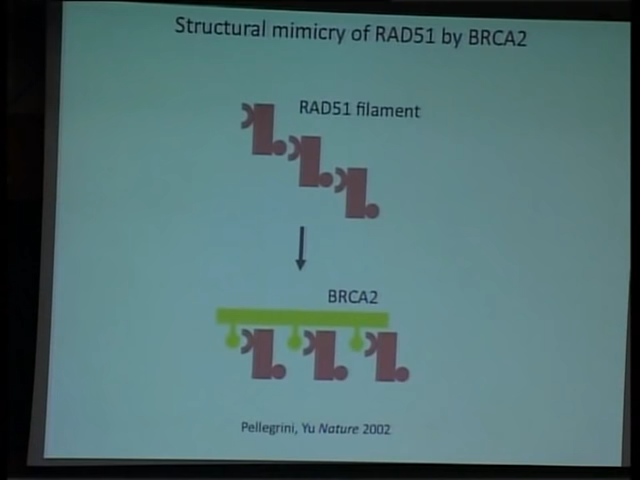 Structural mimicry of RAD51 by BRCA2
RAD51 filament
BRCA2
Pellegrini, Yu Nature 2002